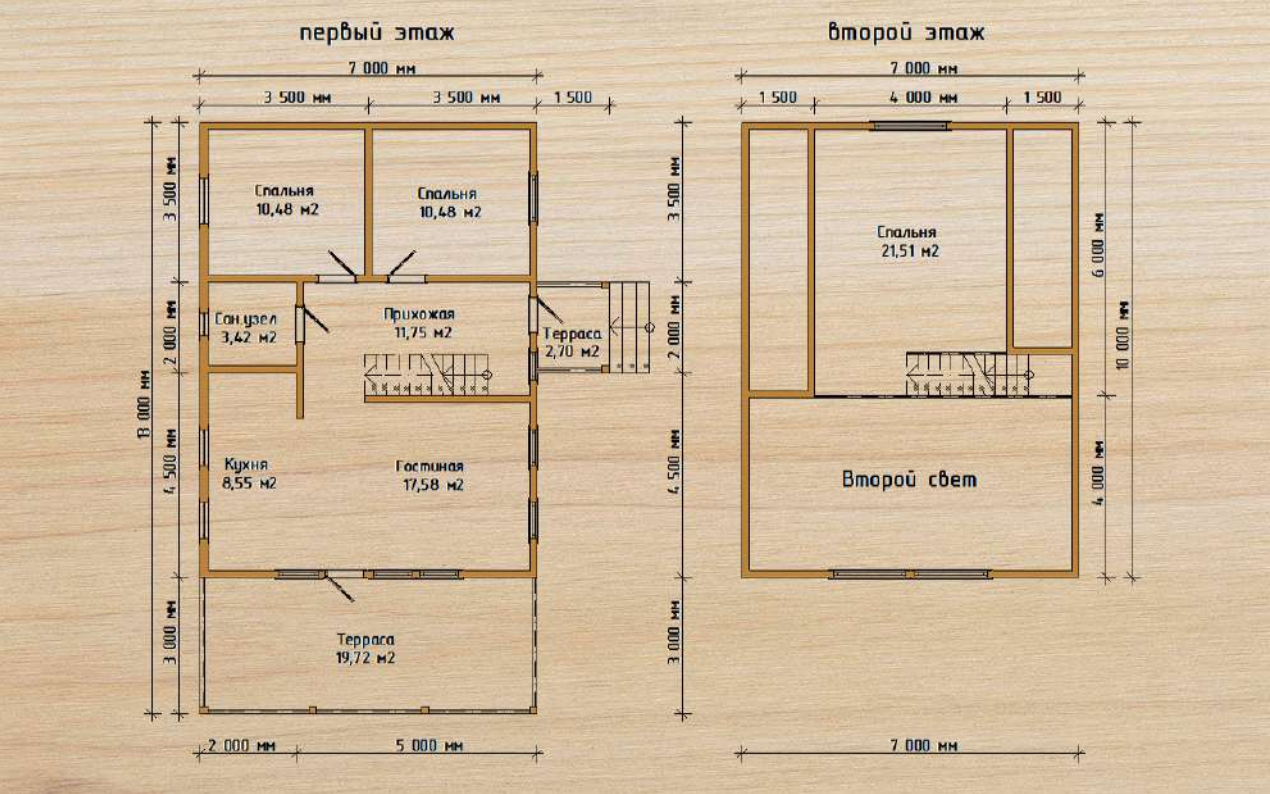 первый этаж
7 000 мм
3 500 мм
3 500 мм
1 500
3 500 мм
2 000 мм
4 500 мм
3 000 мм
13 000 мм
Спальня
10,48 м2
Спальня
10,48 м2
Сан.узел
3,42 м2
Прихожая
11,75 м2
Терраса
2,70 м2
Кухня
8,55 м2
Гостиная
17,58 м2
Терраса
19,72 м2
3 500 мм
2 000 мм
4 500 мм
3 000 мм
2 000 мм
5 000 мм
второй этаж
7 000 мм
1 500
4 000 мм
1 500
Спальня
21,51 м2
Второй свет
6 000 мм
4 000 мм
10 000 мм
7 000 мм